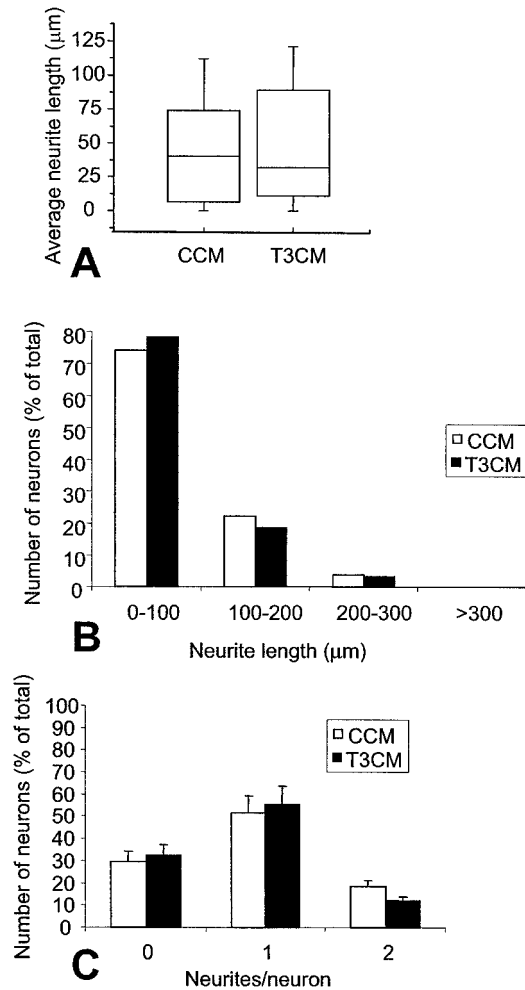 Average neurite length (μm)
125
100
75
50
25
0
CCM T3CM
A
Number of neurons (% of total)
80
70
60
50
40
30
20
10
0
CCM
T3CM
0-100 100-200 200-300 >300
Neurite length (μm)
B
Number of neurons (% of total)
100
90
80
70
60
50
40
30
20
10
0
CCM
T3CM
0 1 2
Neurites/neuron
C